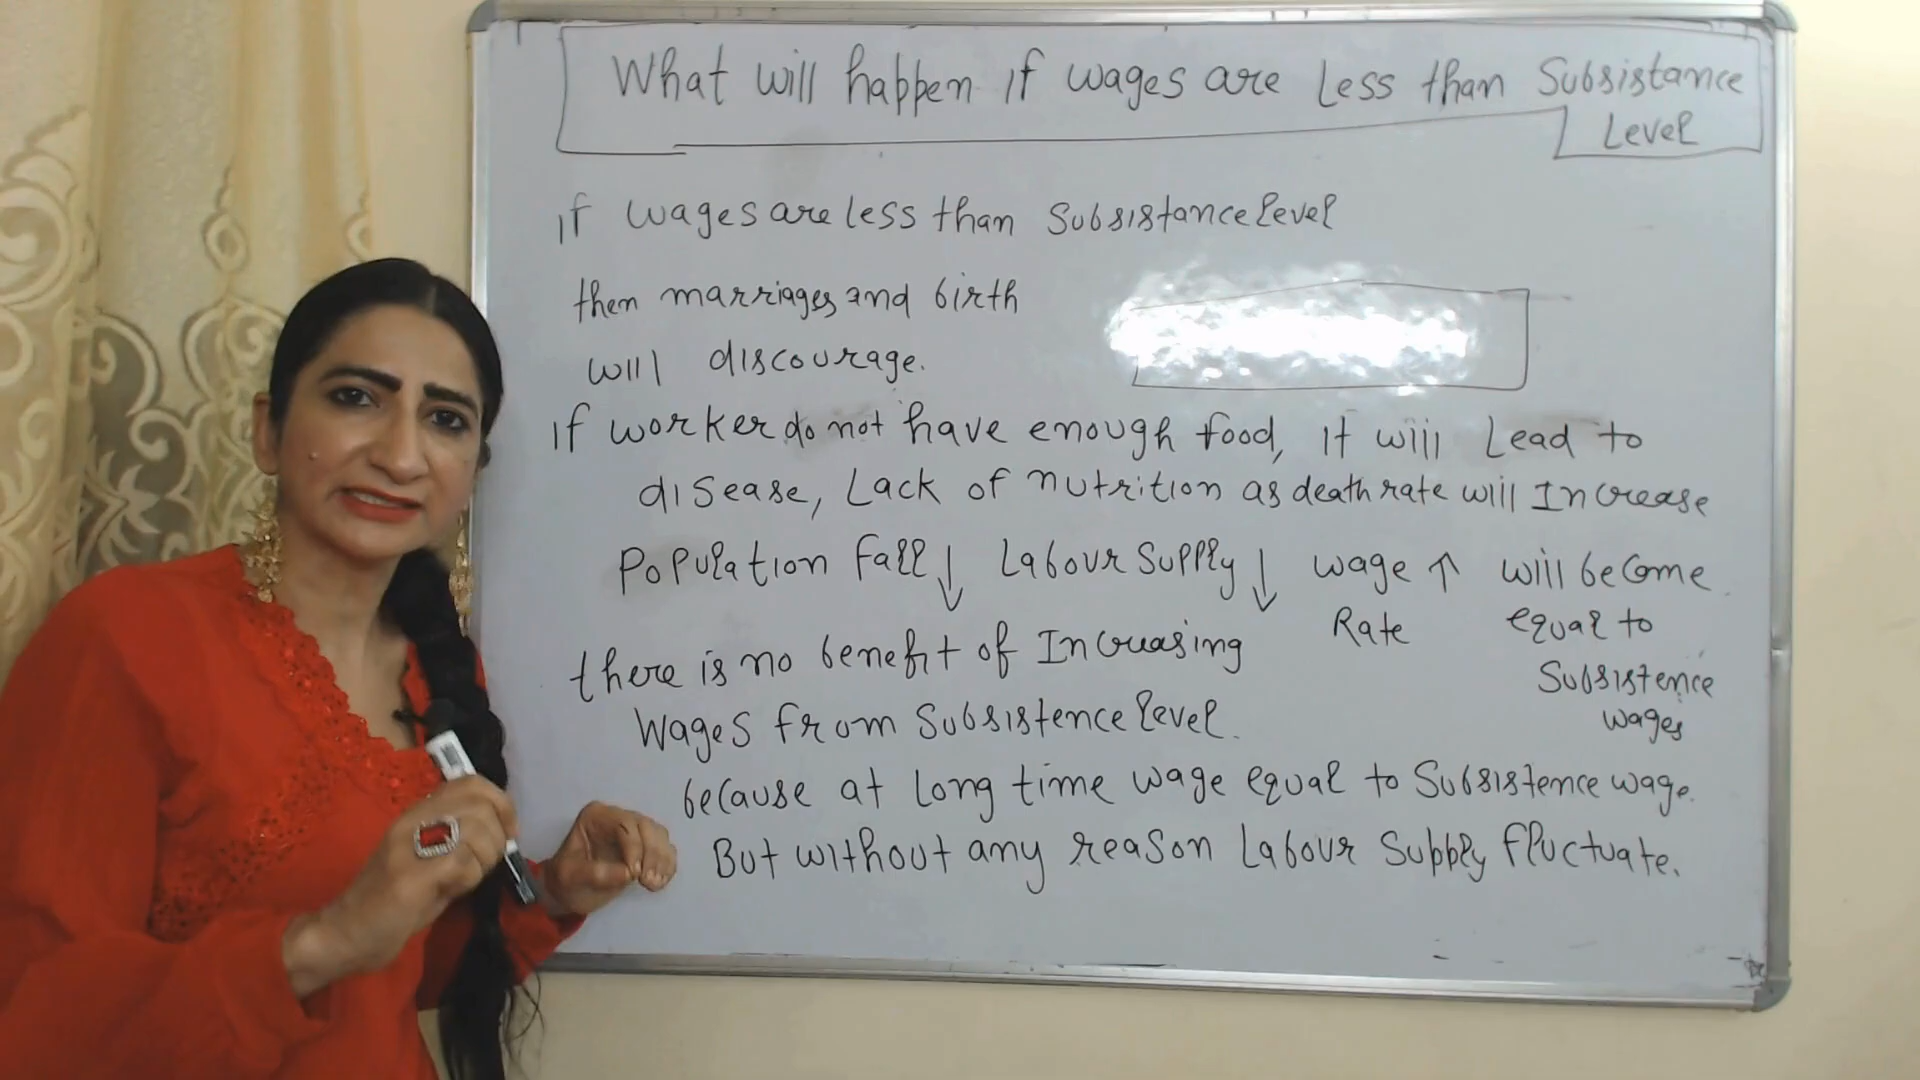 What will happen if wages are Less than Subsistance
Level
if wages are less than Subsistance level
then marriages and birth
will discourage.
if worker do not have enough food, it will Lead to
disease, Lack of nutrition as death rate will Increase
Population Fall ↓ Labour Supply ↓ wage ↑ will become
Rate equal to
Subsistence
wages
there is no benefit of Increasing
Wages from Subsistence level.
because at long time wage equal to Subsistence wage.
But without any reason Labour Supply fluctuate.